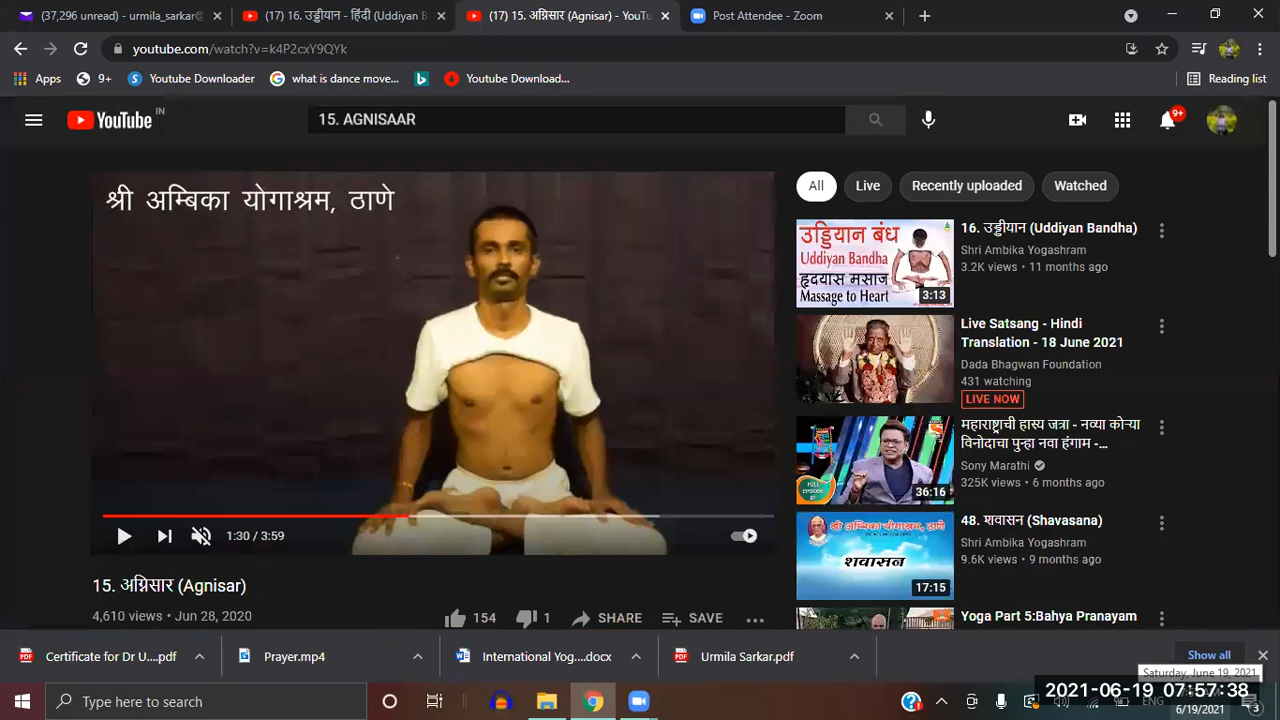 (37,296 unread) - urmila_sarkar@
(17) 16. उड्डीयान - हिंदी (Uddiyan B
(17) 15. अग्निसार (Agnisar) - YouTu
Post Attendee - Zoom
youtube.com/watch?v=k4P2cxY9QYk
Apps
9+
Youtube Downloader
what is dance move...
Youtube Download...
Reading list
YouTube IN
15. AGNISAAR
9+
श्री अम्बिका योगाश्रम, ठाणे
1:30 / 3:59
15. अग्निसार (Agnisar)
4,610 views • Jun 28, 2020
154
1
SHARE
SAVE
All
Live
Recently uploaded
Watched
उड्डियान बंध
Uddiyan Bandha
हृदयास मसाज
Massage to Heart
3:13
16. उड्डीयान (Uddiyan Bandha)
Shri Ambika Yogashram
3.2K views • 11 months ago
Live Satsang - Hindi
Translation - 18 June 2021
Dada Bhagwan Foundation
431 watching
LIVE NOW
36:16
महाराष्ट्राची हास्य जत्रा - नव्या कोऱ्या
विनोदाचा पुन्हा नवा हंगाम -...
Sony Marathi
325K views • 6 months ago
श्री अम्बिका योगाश्रम, ठाणे
शवासन
17:15
48. शवासन (Shavasana)
Shri Ambika Yogashram
9.6K views • 9 months ago
Yoga Part 5:Bahya Pranayam
Certificate for Dr U....pdf
Prayer.mp4
International Yog....docx
Urmila Sarkar.pdf
Show all
Saturday, June 19, 2021
Type here to search
2021-06-19 07:57:38
ENG
6/19/2021
3